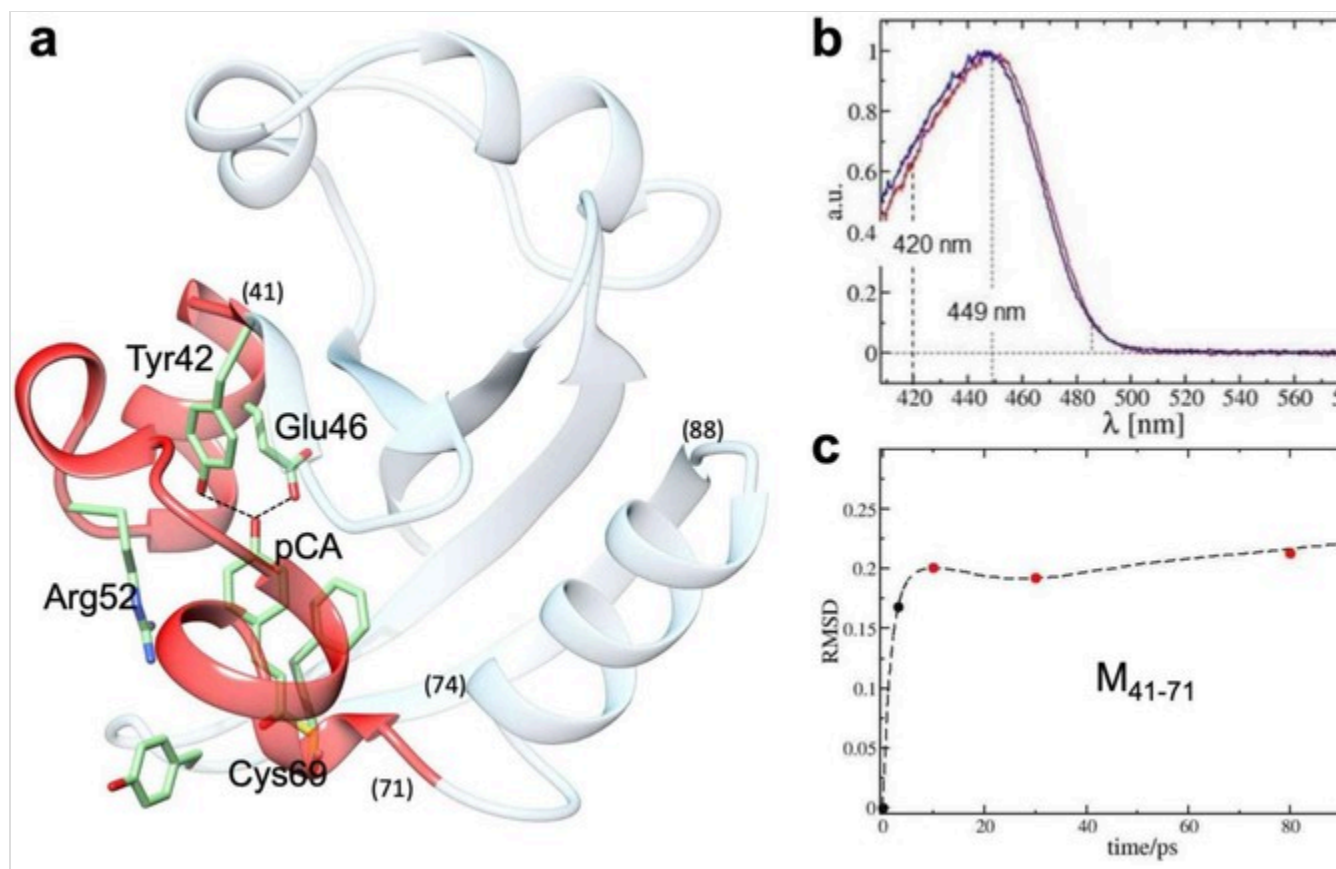 a
(41)
Tyr42
Glu46
(88)
pCA
Arg52
(74)
Cys69
(71)
b
1
0.8
0.6
0.4
0.2
0
a.u.
420 nm
449 nm
420 440 460 480 500 520 540 560
λ [nm]
c
0.25
0.2
0.15
0.1
0.05
0
RMSD
M41-71
0 20 40 60 80
time/ps